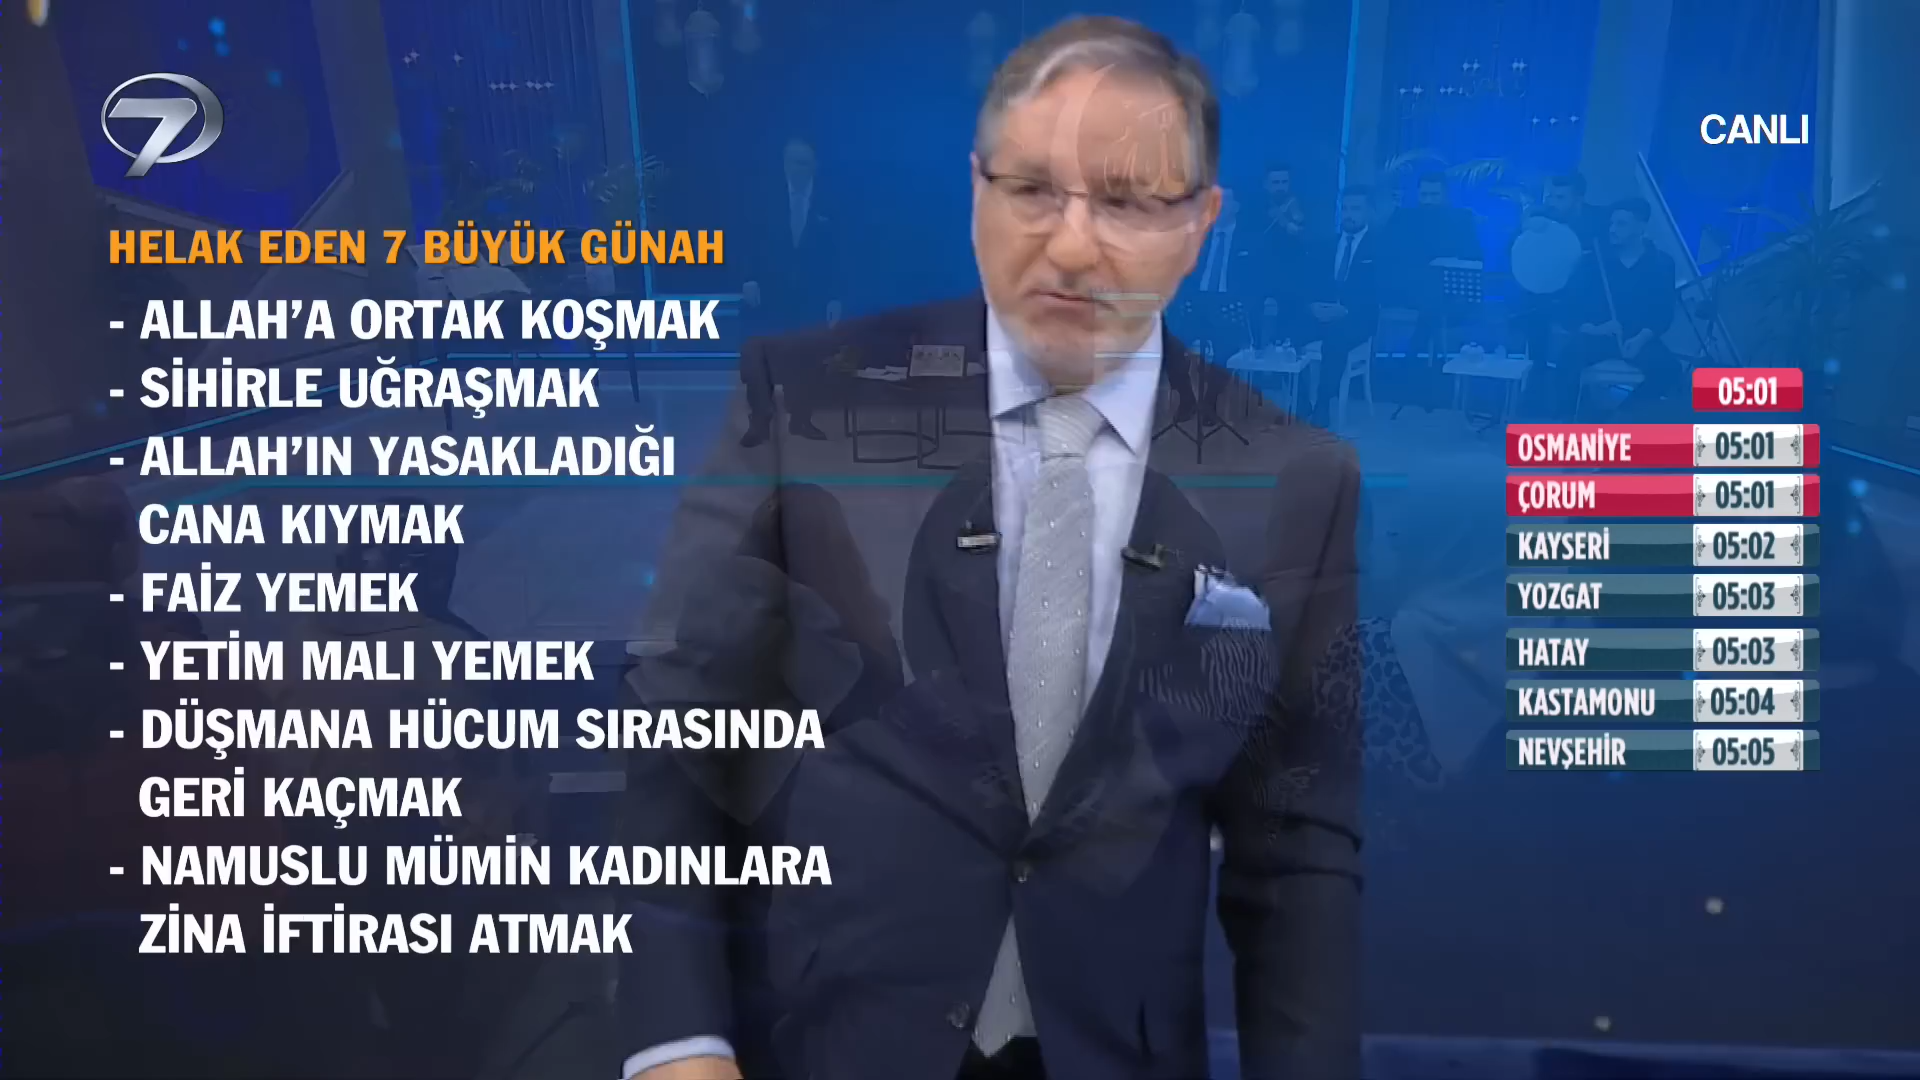 7
CANLI
HELAK EDEN 7 BÜYÜK GÜNAH
- ALLAH’A ORTAK KOŞMAK
- SİHİRLE UĞRAŞMAK
- ALLAH’IN YASAKLADIĞI
CANA KIYMAK
- FAİZ YEMEK
- YETİM MALI YEMEK
- DÜŞMANA HÜCUM SIRASINDA
GERİ KAÇMAK
- NAMUSLU MÜMİN KADINLARA
ZİNA İFTİRASI ATMAK
05:01
OSMANİYE 05:01
ÇORUM 05:01
KAYSERİ 05:02
YOZGAT 05:03
HATAY 05:03
KASTAMONU 05:04
NEVŞEHİR 05:05